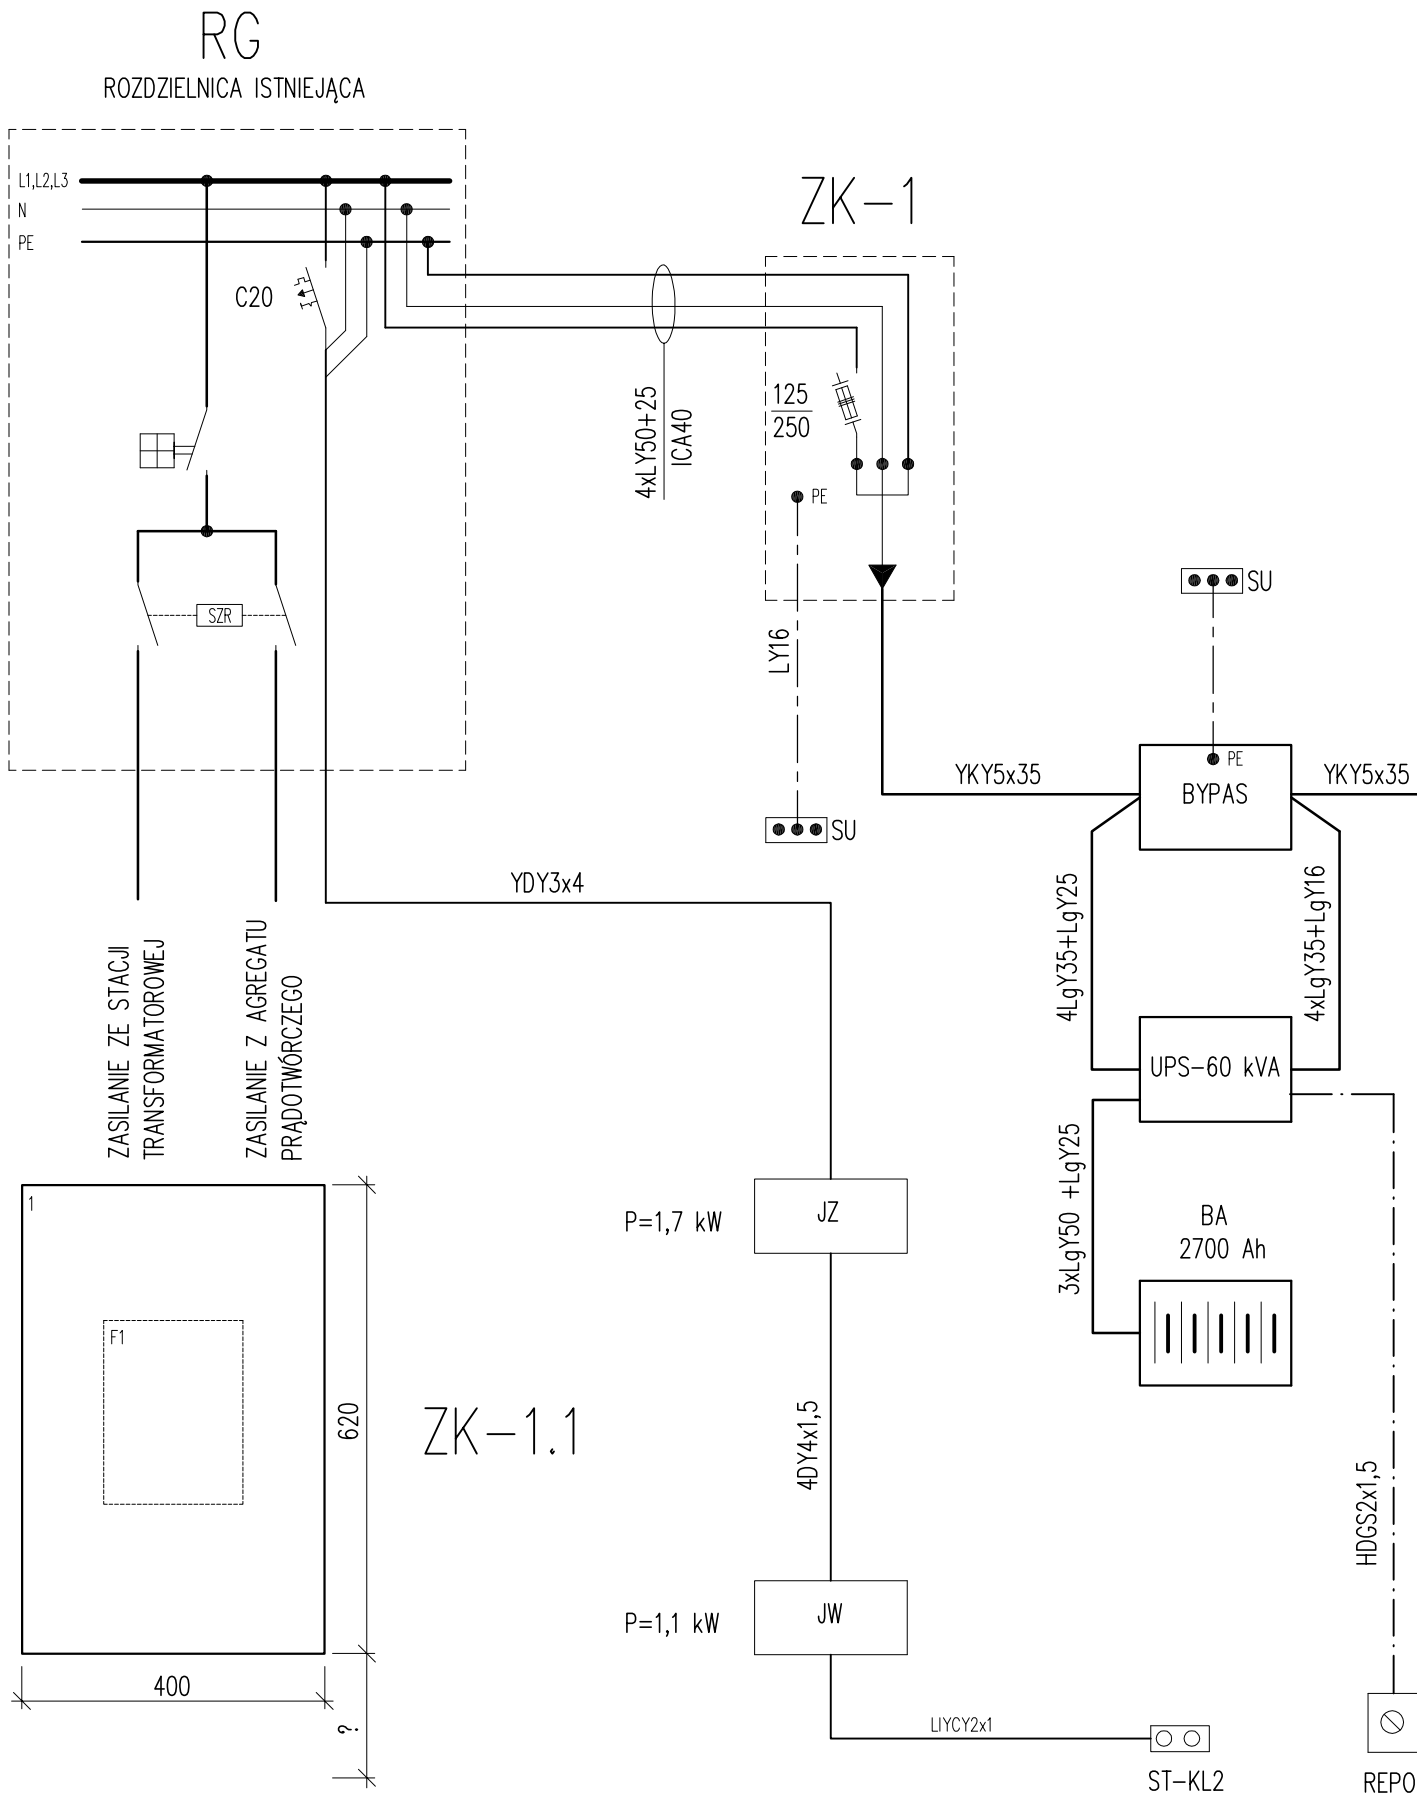 RG
ROZDZIELNICA ISTNIEJĄCA
L1,L2,L3
N
PE
C20
SZR
ZASILANIE ZE STACJI
TRANSFORMATOROWEJ
ZASILANIE Z AGREGATU
PRĄDOTWÓRCZEGO
4xLY50+25
ICA40
ZK-1
125
250
PE
LY16
SU
SU
PE
BYPAS
YKY5x35
YKY5x35
4LgY35+LgY25
4xLgY35+LgY16
UPS-60 kVA
3xLgY50 +LgY25
BA
2700 Ah
HDGS2x1,5
REPO
YDY3x4
P=1,7 kW
JZ
4DY4x1,5
P=1,1 kW
JW
LIYCY2x1
ST-KL2
1
F1
620
400
?
ZK-1.1